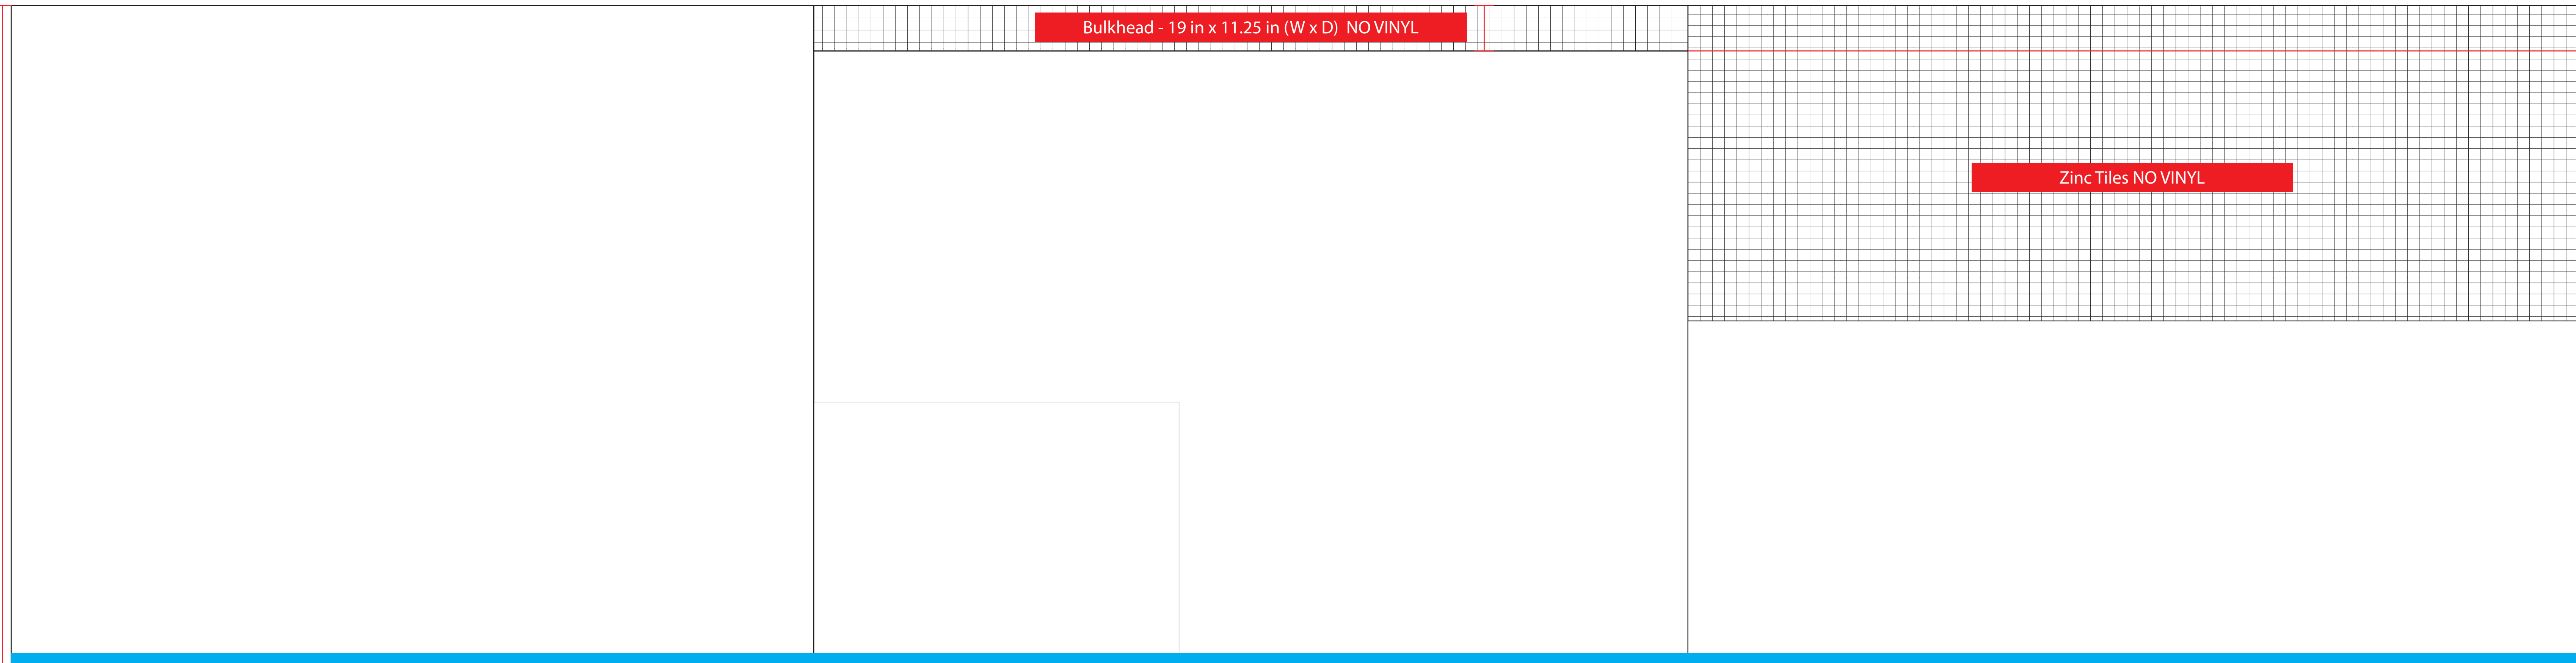 Bulkhead - 19 in x 11.25 in (W x D)  NO VINYL
Zinc Tiles NO VINYL